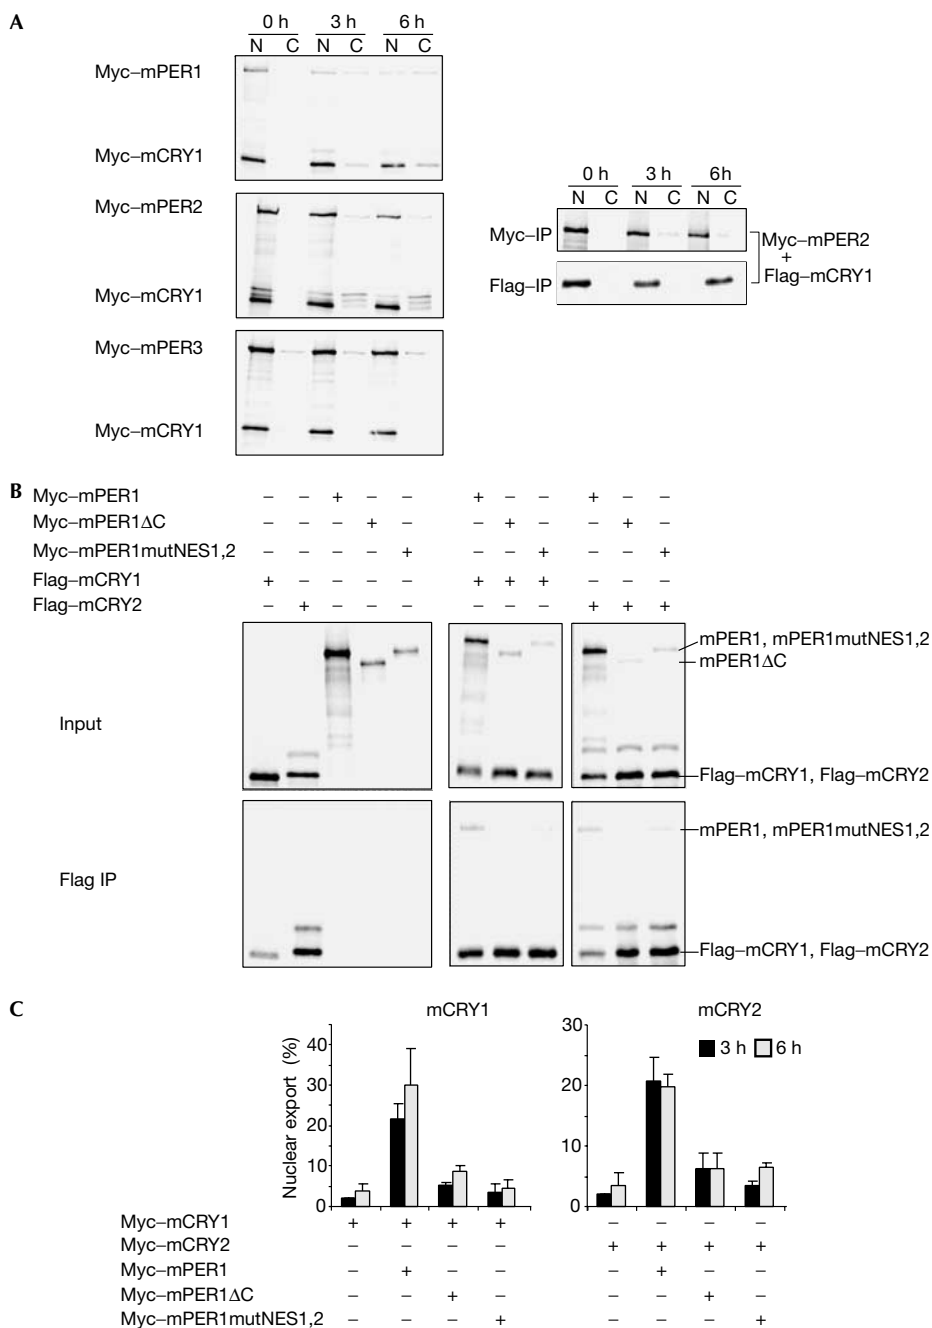 A
0 h 3 h 6 h
N C N C N C
Myc–mPER1
Myc–mCRY1
Myc–mPER2
Myc–mCRY1
Myc–mPER3
Myc–mCRY1
0 h 3 h 6 h
N C N C N C
Myc–IP
Flag–IP
Myc–mPER2
+
Flag–mCRY1
B
Myc–mPER1 – – + – – + – – + – –
Myc–mPER1ΔC – – – + – – + – – + –
Myc–mPER1mutNES1,2 – – – – + – – + – – +
Flag–mCRY1 + – – – – + + + – – –
Flag–mCRY2 – + – – – – – – + + +
Input
mPER1, mPER1mutNES1,2
mPER1ΔC
Flag–mCRY1, Flag–mCRY2
Flag IP
mPER1, mPER1mutNES1,2
Flag–mCRY1, Flag–mCRY2
C
mCRY1 mCRY2
Nuclear export (%)
40
30
20
10
0
30
20
10
0
3 h 6 h
Myc–mCRY1 + + + + – – – –
Myc–mCRY2 – – – – + + + +
Myc–mPER1 – + – – – + – –
Myc–mPER1ΔC – – + – – – + –
Myc–mPER1mutNES1,2 – – – + – – – +